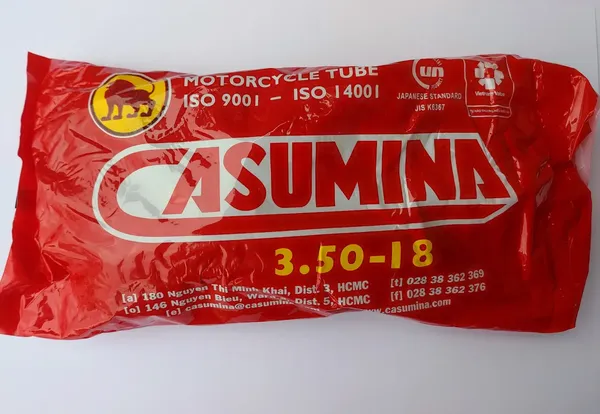 MOTORCYCLE TUBE
ISO 9001 - ISO 14001
un
JAPANESE STANDARD
JIS K6367
CASUMINA
3.50-18
[a] 180 Nguyen Thi Minh Khai, Dist. 3, HCMC
[o] 146 Nguyen Bieu, Dist. 5, HCMC
[e] casumina@casumin
[t] 028 38 362 369
[f] 028 38 362 376
www.casumina.com